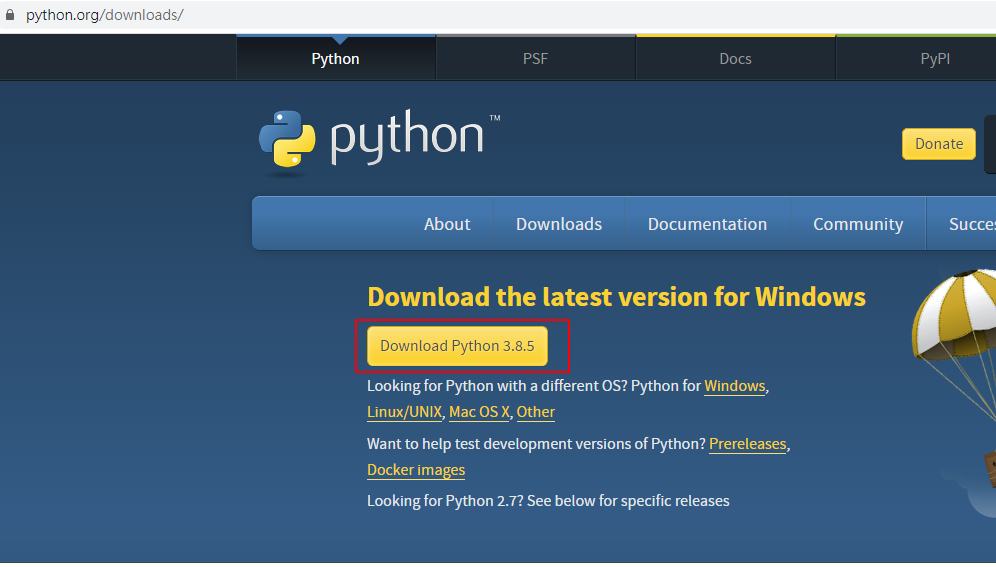 python.org/downloads/
Python PSF Docs PyPI
python™
Donate
About Downloads Documentation Community Succes
Download the latest version for Windows
Download Python 3.8.5
Looking for Python with a different OS? Python for Windows,
Linux/UNIX, Mac OS X, Other
Want to help test development versions of Python? Prereleases,
Docker images
Looking for Python 2.7? See below for specific releases